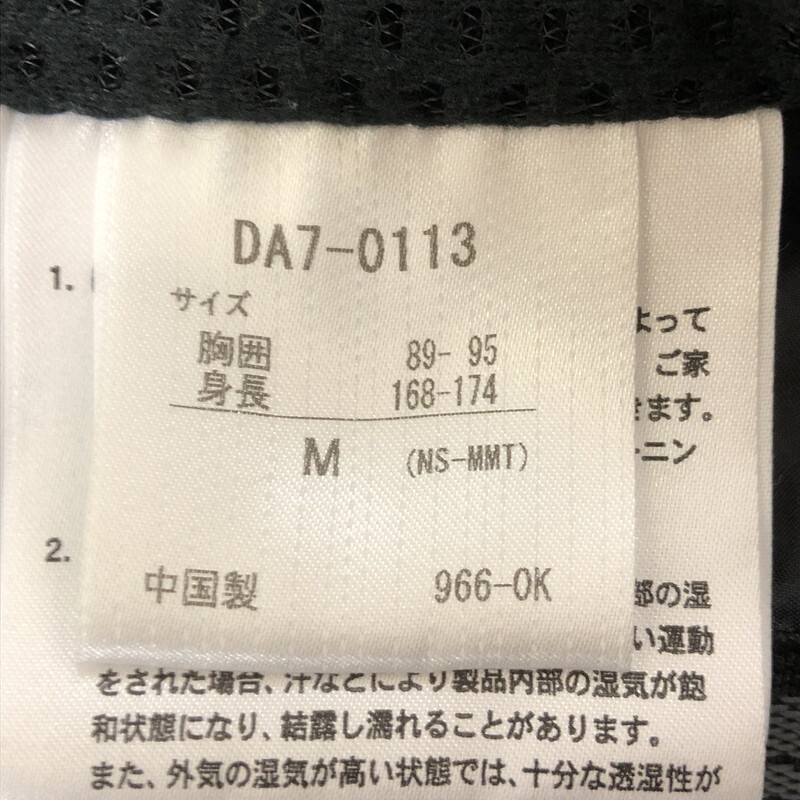 DA7-0113
サイズ
胸囲 89- 95
身長 168-174
M (NS-MMT)
中国製 966-OK
1.
よって
ご家
きます。
ニン
2.
部の湿
い運動
をされた場合、汗などにより製品内部の湿気が飽
和状態になり、結露し濡れることがあります。
また、外気の湿気が高い状態では、十分な透湿性が